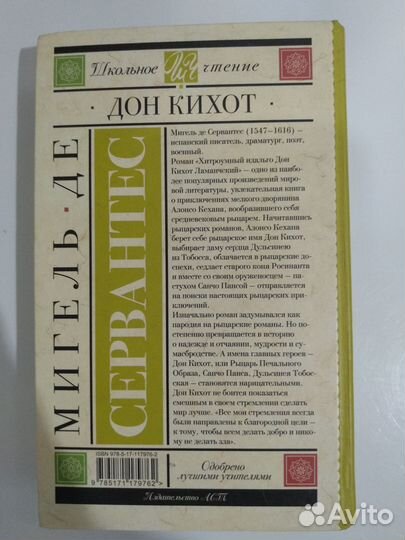 Школьное чтение
· ДОН КИХОТ ·
МИГЕЛЬ · ДЕ
СЕРВАНТЕС
Мигель де Сервантес (1547–1616) –
испанский писатель, драматург, поэт,
военный.
Роман «Хитроумный идальго Дон
Кихот Ламанчский» – одно из наибо-
лее популярных произведений миро-
вой литературы, увлекательная книга
о приключениях мелкого дворянина
Алонсо Кехана, вообразившего себя
средневековым рыцарем. Начитавшись
рыцарских романов, Алонсо Кехана
берет себе рыцарское имя Дон Кихот,
выбирает даму сердца Дульсинею
из Тобосса, облачается в рыцарские до-
спехи, седлает старого коня Росинанта
и вместе со своим оруженосцем – па-
стухом Санчо Пансой – отправляется
на поиски настоящих рыцарских при-
ключений.
Изначально роман задумывался как
пародия на рыцарские романы. Но по-
степенно превращается в историю
о надежде и отчаянии, мудрости и су-
масбродстве. А имена главных героев –
Дон Кихот, или Рыцарь Печального
Образа, Санчо Панса, Дульсинея Тобос-
ская – становятся нарицательными.
Дон Кихот не боится показаться
смешным в своем стремлении сделать
мир лучше. «Все мои стремления всегда
были направлены к благородной цели –
к тому, чтобы всем делать добро и нико-
му не делать зла».
ISBN 978-5-17-117976-2
9 785171 179762 >
Одобрено
лучшими учителями
Издательство АСТ
Avito